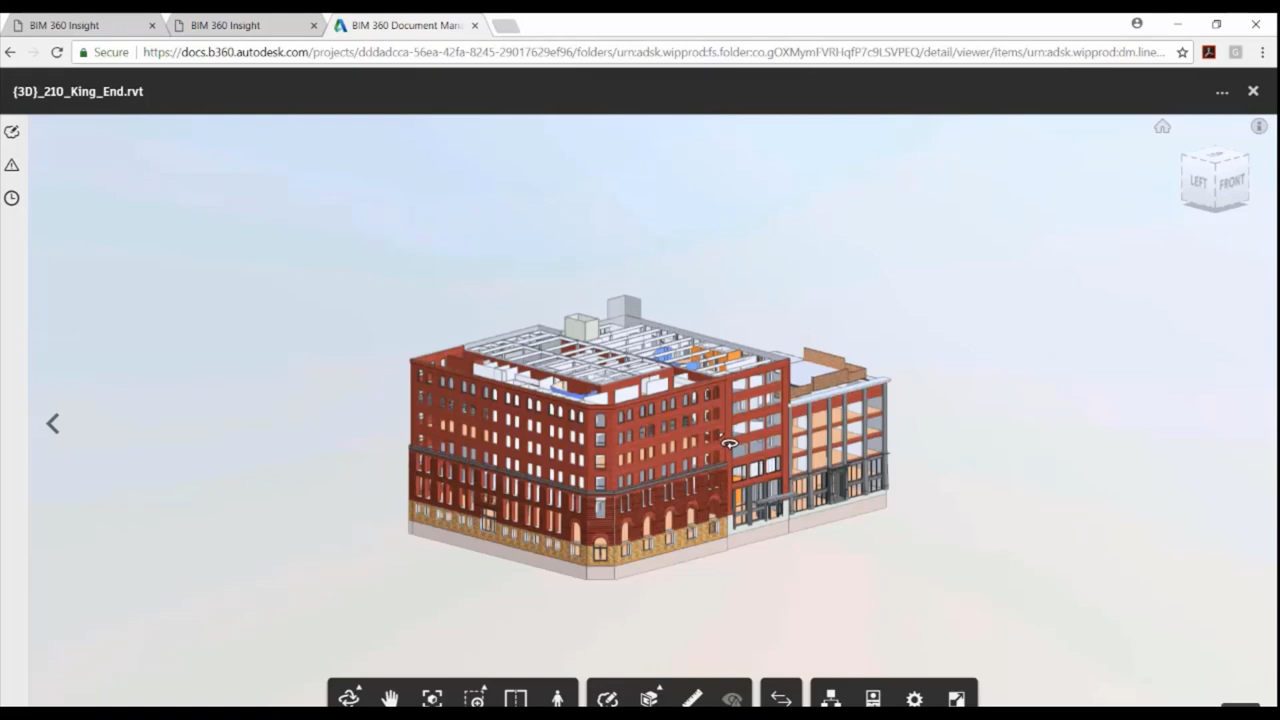 BIM 360 Insight
BIM 360 Insight
BIM 360 Document Man
Secure
https://docs.b360.autodesk.com/projects/dddadcca-56ea-42fa-8245-29017629ef96/folders/urn:adsk.wipprod:fs.folder:co.gOXMymFVRHqfP7c9LSVPEQ/detail/viewer/items/urn:adsk.wipprod:dm.line...
{3D}_210_King_End.rvt
LEFT
FRONT